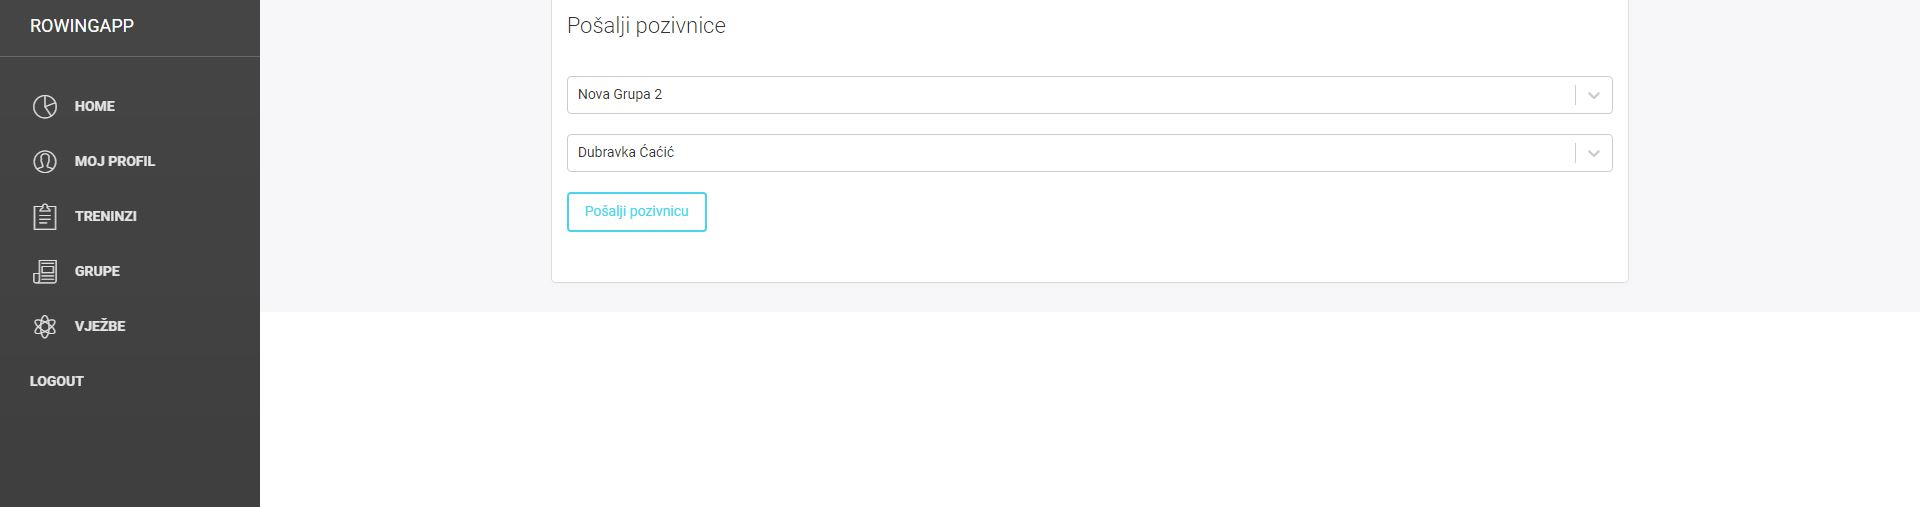 ROWINGAPP
HOME
MOJ PROFIL
TRENINZI
GRUPE
VJEŽBE
LOGOUT
Pošalji pozivnice
Nova Grupa 2
Dubravka Ćaćić
Pošalji pozivnicu